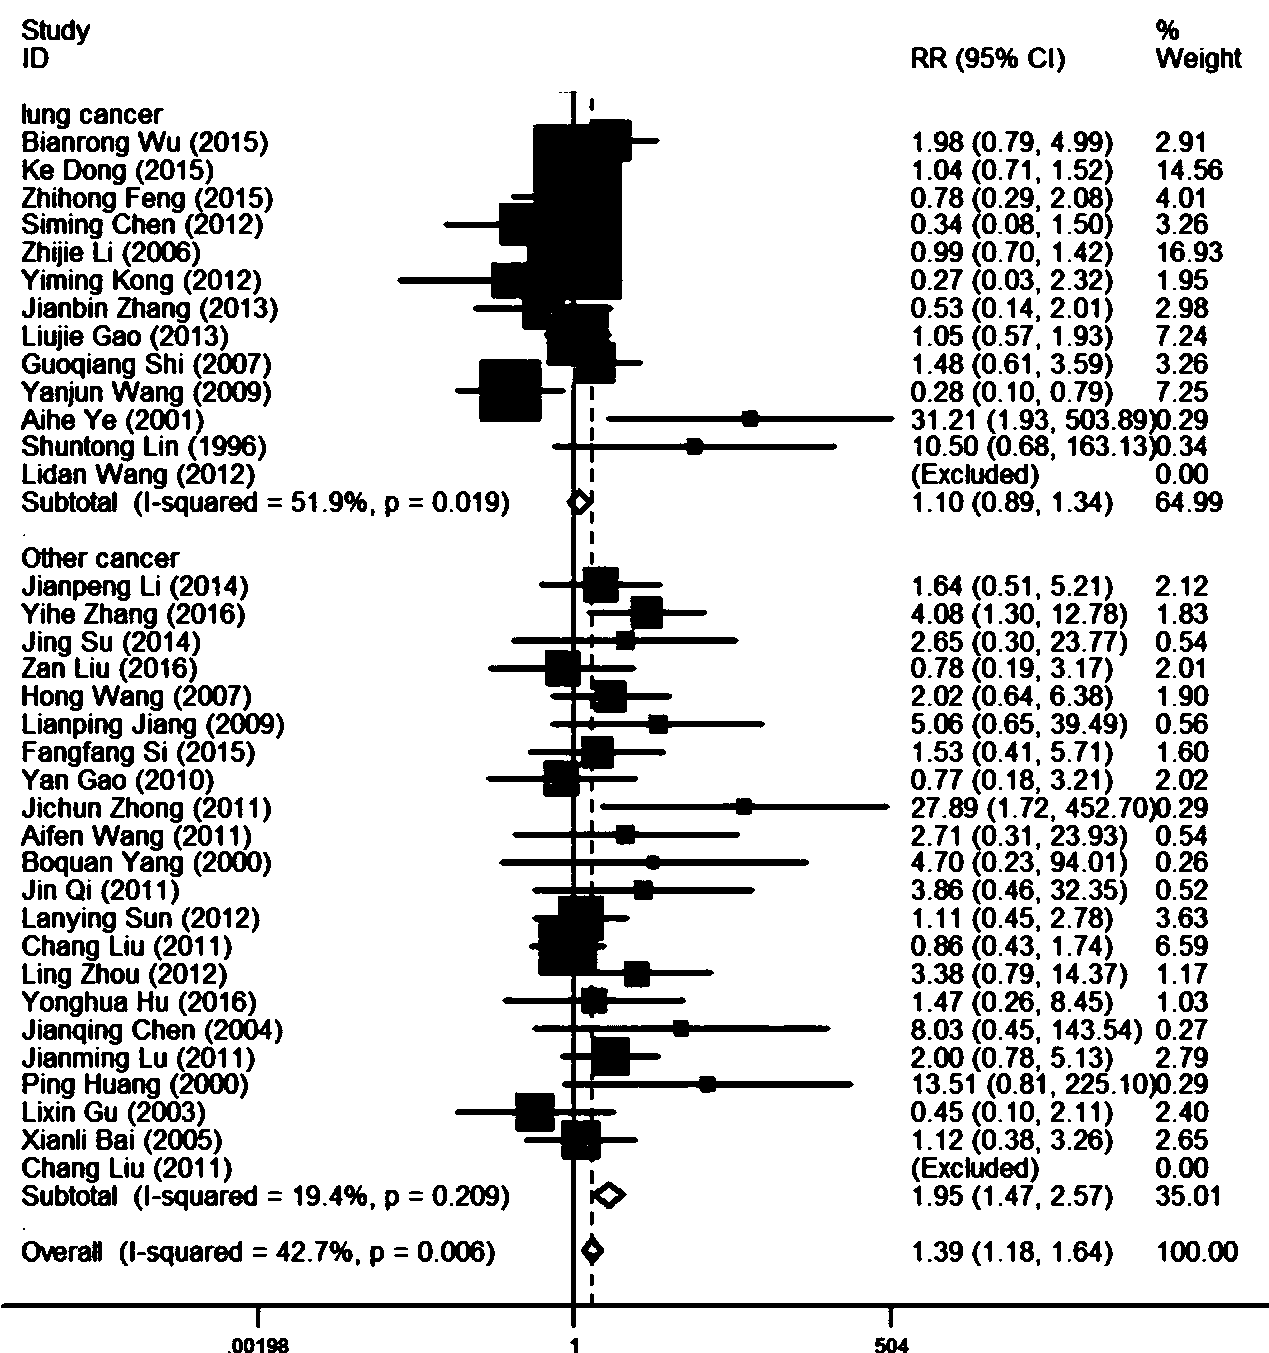 Study %
ID RR (95% CI) Weight
lung cancer
Bianrong Wu (2015) 1.98 (0.79, 4.99) 2.91
Ke Dong (2015) 1.04 (0.71, 1.52) 14.56
Zhihong Feng (2015) 0.78 (0.29, 2.08) 4.01
Siming Chen (2012) 0.34 (0.08, 1.50) 3.26
Zhijie Li (2006) 0.99 (0.70, 1.42) 16.93
Yiming Kong (2012) 0.27 (0.03, 2.32) 1.95
Jianbin Zhang (2013) 0.53 (0.14, 2.01) 2.98
Liujie Gao (2013) 1.05 (0.57, 1.93) 7.24
Guoqiang Shi (2007) 1.48 (0.61, 3.59) 3.26
Yanjun Wang (2009) 0.28 (0.10, 0.79) 7.25
Aihe Ye (2001) 31.21 (1.93, 503.89) 0.29
Shuntong Lin (1996) 10.50 (0.68, 163.13) 0.34
Lidan Wang (2012) (Excluded) 0.00
Subtotal (I-squared = 51.9%, p = 0.019) 1.10 (0.89, 1.34) 64.99
.
Other cancer
Jianpeng Li (2014) 1.64 (0.51, 5.21) 2.12
Yihe Zhang (2016) 4.08 (1.30, 12.78) 1.83
Jing Su (2014) 2.65 (0.30, 23.77) 0.54
Zan Liu (2016) 0.78 (0.19, 3.17) 2.01
Hong Wang (2007) 2.02 (0.64, 6.38) 1.90
Lianping Jiang (2009) 5.06 (0.65, 39.49) 0.56
Fangfang Si (2015) 1.53 (0.41, 5.71) 1.60
Yan Gao (2010) 0.77 (0.18, 3.21) 2.02
Jichun Zhong (2011) 27.89 (1.72, 452.70) 0.29
Aifen Wang (2011) 2.71 (0.31, 23.93) 0.54
Boquan Yang (2000) 4.70 (0.23, 94.01) 0.26
Jin Qi (2011) 3.86 (0.46, 32.35) 0.52
Lanying Sun (2012) 1.11 (0.45, 2.78) 3.63
Chang Liu (2011) 0.86 (0.43, 1.74) 6.59
Ling Zhou (2012) 3.38 (0.79, 14.37) 1.17
Yonghua Hu (2016) 1.47 (0.26, 8.45) 1.03
Jianqing Chen (2004) 8.03 (0.45, 143.54) 0.27
Jianming Lu (2011) 2.00 (0.78, 5.13) 2.79
Ping Huang (2000) 13.51 (0.81, 225.10) 0.29
Lixin Gu (2003) 0.45 (0.10, 2.11) 2.40
Xianli Bai (2005) 1.12 (0.38, 3.26) 2.65
Chang Liu (2011) (Excluded) 0.00
Subtotal (I-squared = 19.4%, p = 0.209) 1.95 (1.47, 2.57) 35.01
.
Overall (I-squared = 42.7%, p = 0.006) 1.39 (1.18, 1.64) 100.00
.00198 1 504